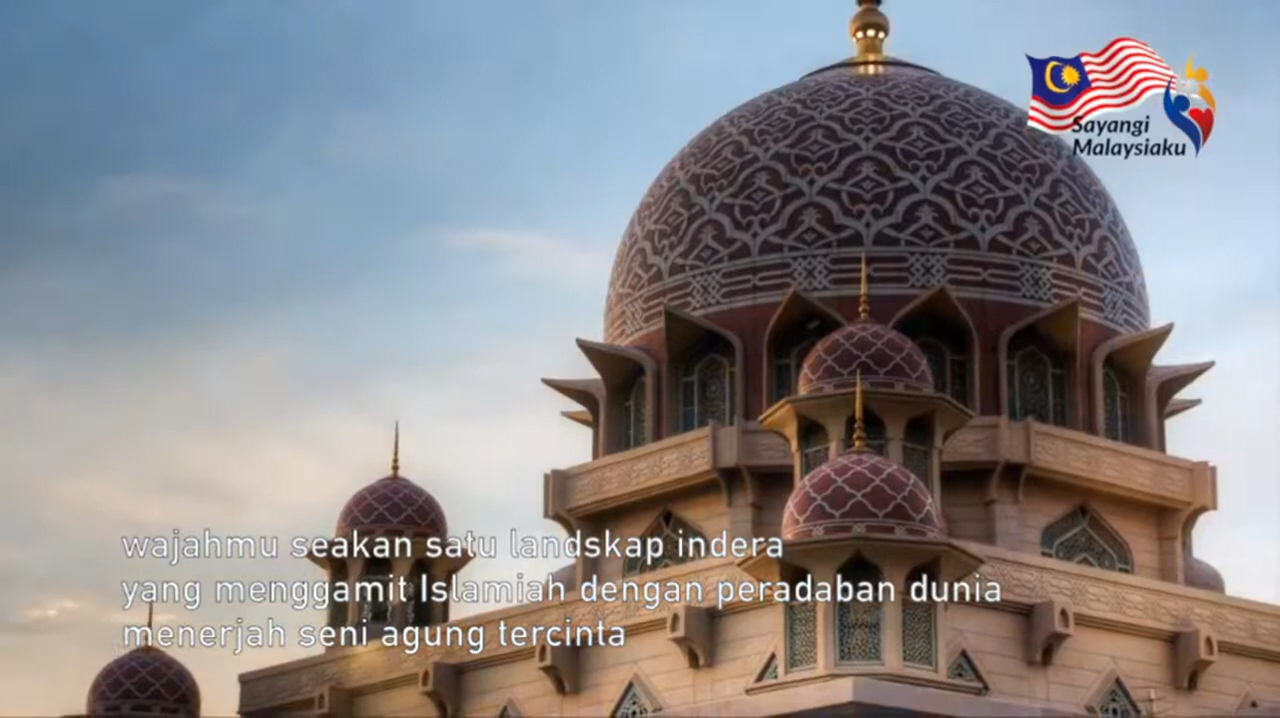 Sayangi
Malaysiaku
wajahmu seakan satu landskap indera
yang menggamit Islamiah dengan peradaban dunia
menerjah seni agung tercinta